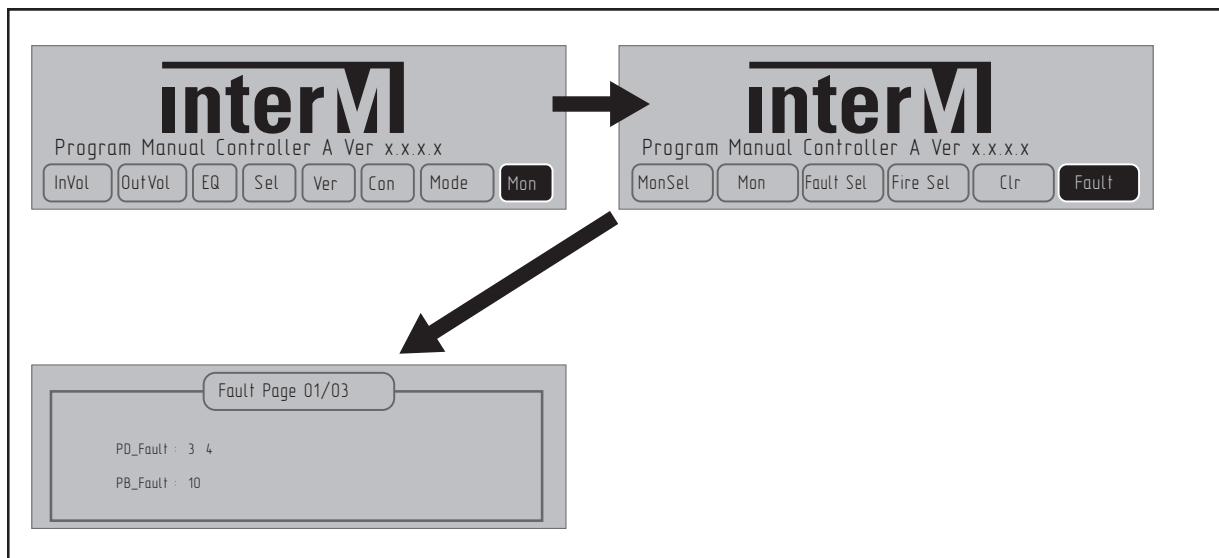 interM
Program Manual Controller A Ver x.x.x.x
InVol OutVol EQ Sel Ver Con Mode Mon
interM
Program Manual Controller A Ver x.x.x.x
MonSel Mon Fault Sel Fire Sel Clr Fault
Fault Page 01/03
PD_Fault : 3 4
PB_Fault : 10